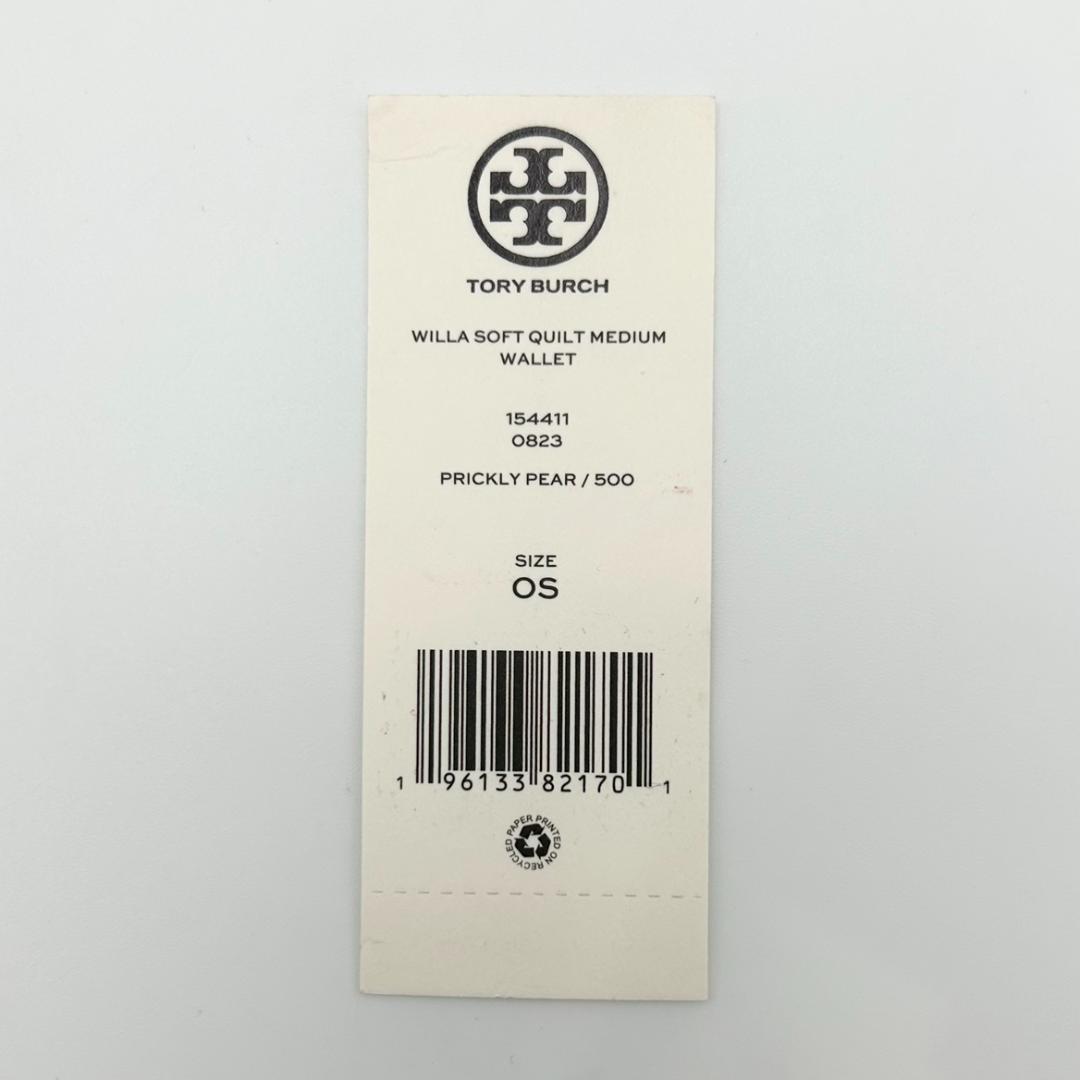 TORY BURCH
WILLA SOFT QUILT MEDIUM
WALLET
154411
0823
PRICKLY PEAR / 500
SIZE
OS
1 96133 82170 1
PRINTED ON RECYCLED PAPER